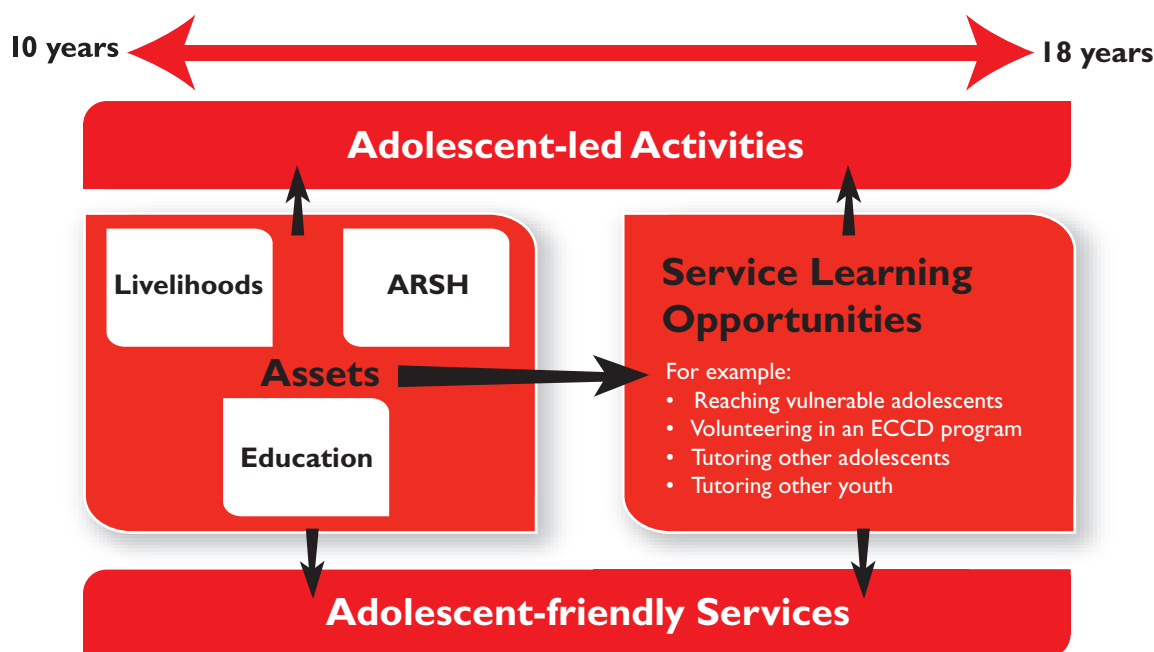 10 years
18 years
Adolescent-led Activities
Livelihoods
ARSH
Assets
Education
Service Learning
Opportunities
For example:
• Reaching vulnerable adolescents
• Volunteering in an ECCD program
• Tutoring other adolescents
• Tutoring other youth
Adolescent-friendly Services